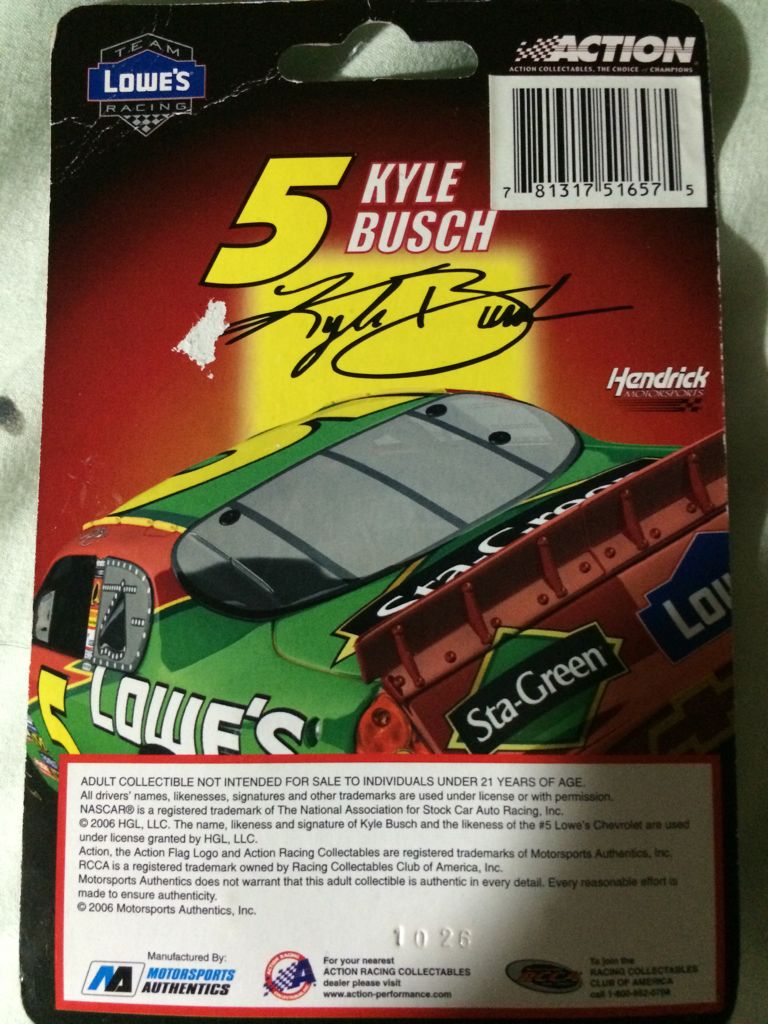 TEAM
LOWE'S
RACING
ACTION
ACTION COLLECTABLES, THE CHOICE of CHAMPIONS
7 81317 51657 5
5 KYLE
BUSCH
Kyle Busch
Hendrick
MOTORSPORTS
Sta-Green
LOW
Sta-Green
5
LOWE'S
ADULT COLLECTIBLE NOT INTENDED FOR SALE TO INDIVIDUALS UNDER 21 YEARS OF AGE.
All drivers' names, likenesses, signatures and other trademarks are used under license or with permission.
NASCAR® is a registered trademark of The National Association for Stock Car Auto Racing, Inc.
© 2006 HGL, LLC. The name, likeness and signature of Kyle Busch and the likeness of the #5 Lowe's Chevrolet are used
under license granted by HGL, LLC.
Action, the Action Flag Logo and Action Racing Collectables are registered trademarks of Motorsports Authentics, Inc.
RCCA is a registered trademark owned by Racing Collectables Club of America, Inc.
Motorsports Authentics does not warrant that this adult collectible is authentic in every detail. Every reasonable effort is
made to ensure authenticity.
© 2006 Motorsports Authentics, Inc.
1026
Manufactured By:
MOTORSPORTS
AUTHENTICS
For your nearest
ACTION RACING COLLECTABLES
dealer please visit
www.action-performance.com
RCCA
To join the
RACING COLLECTABLES
CLUB OF AMERICA
call 1-800-952-0708